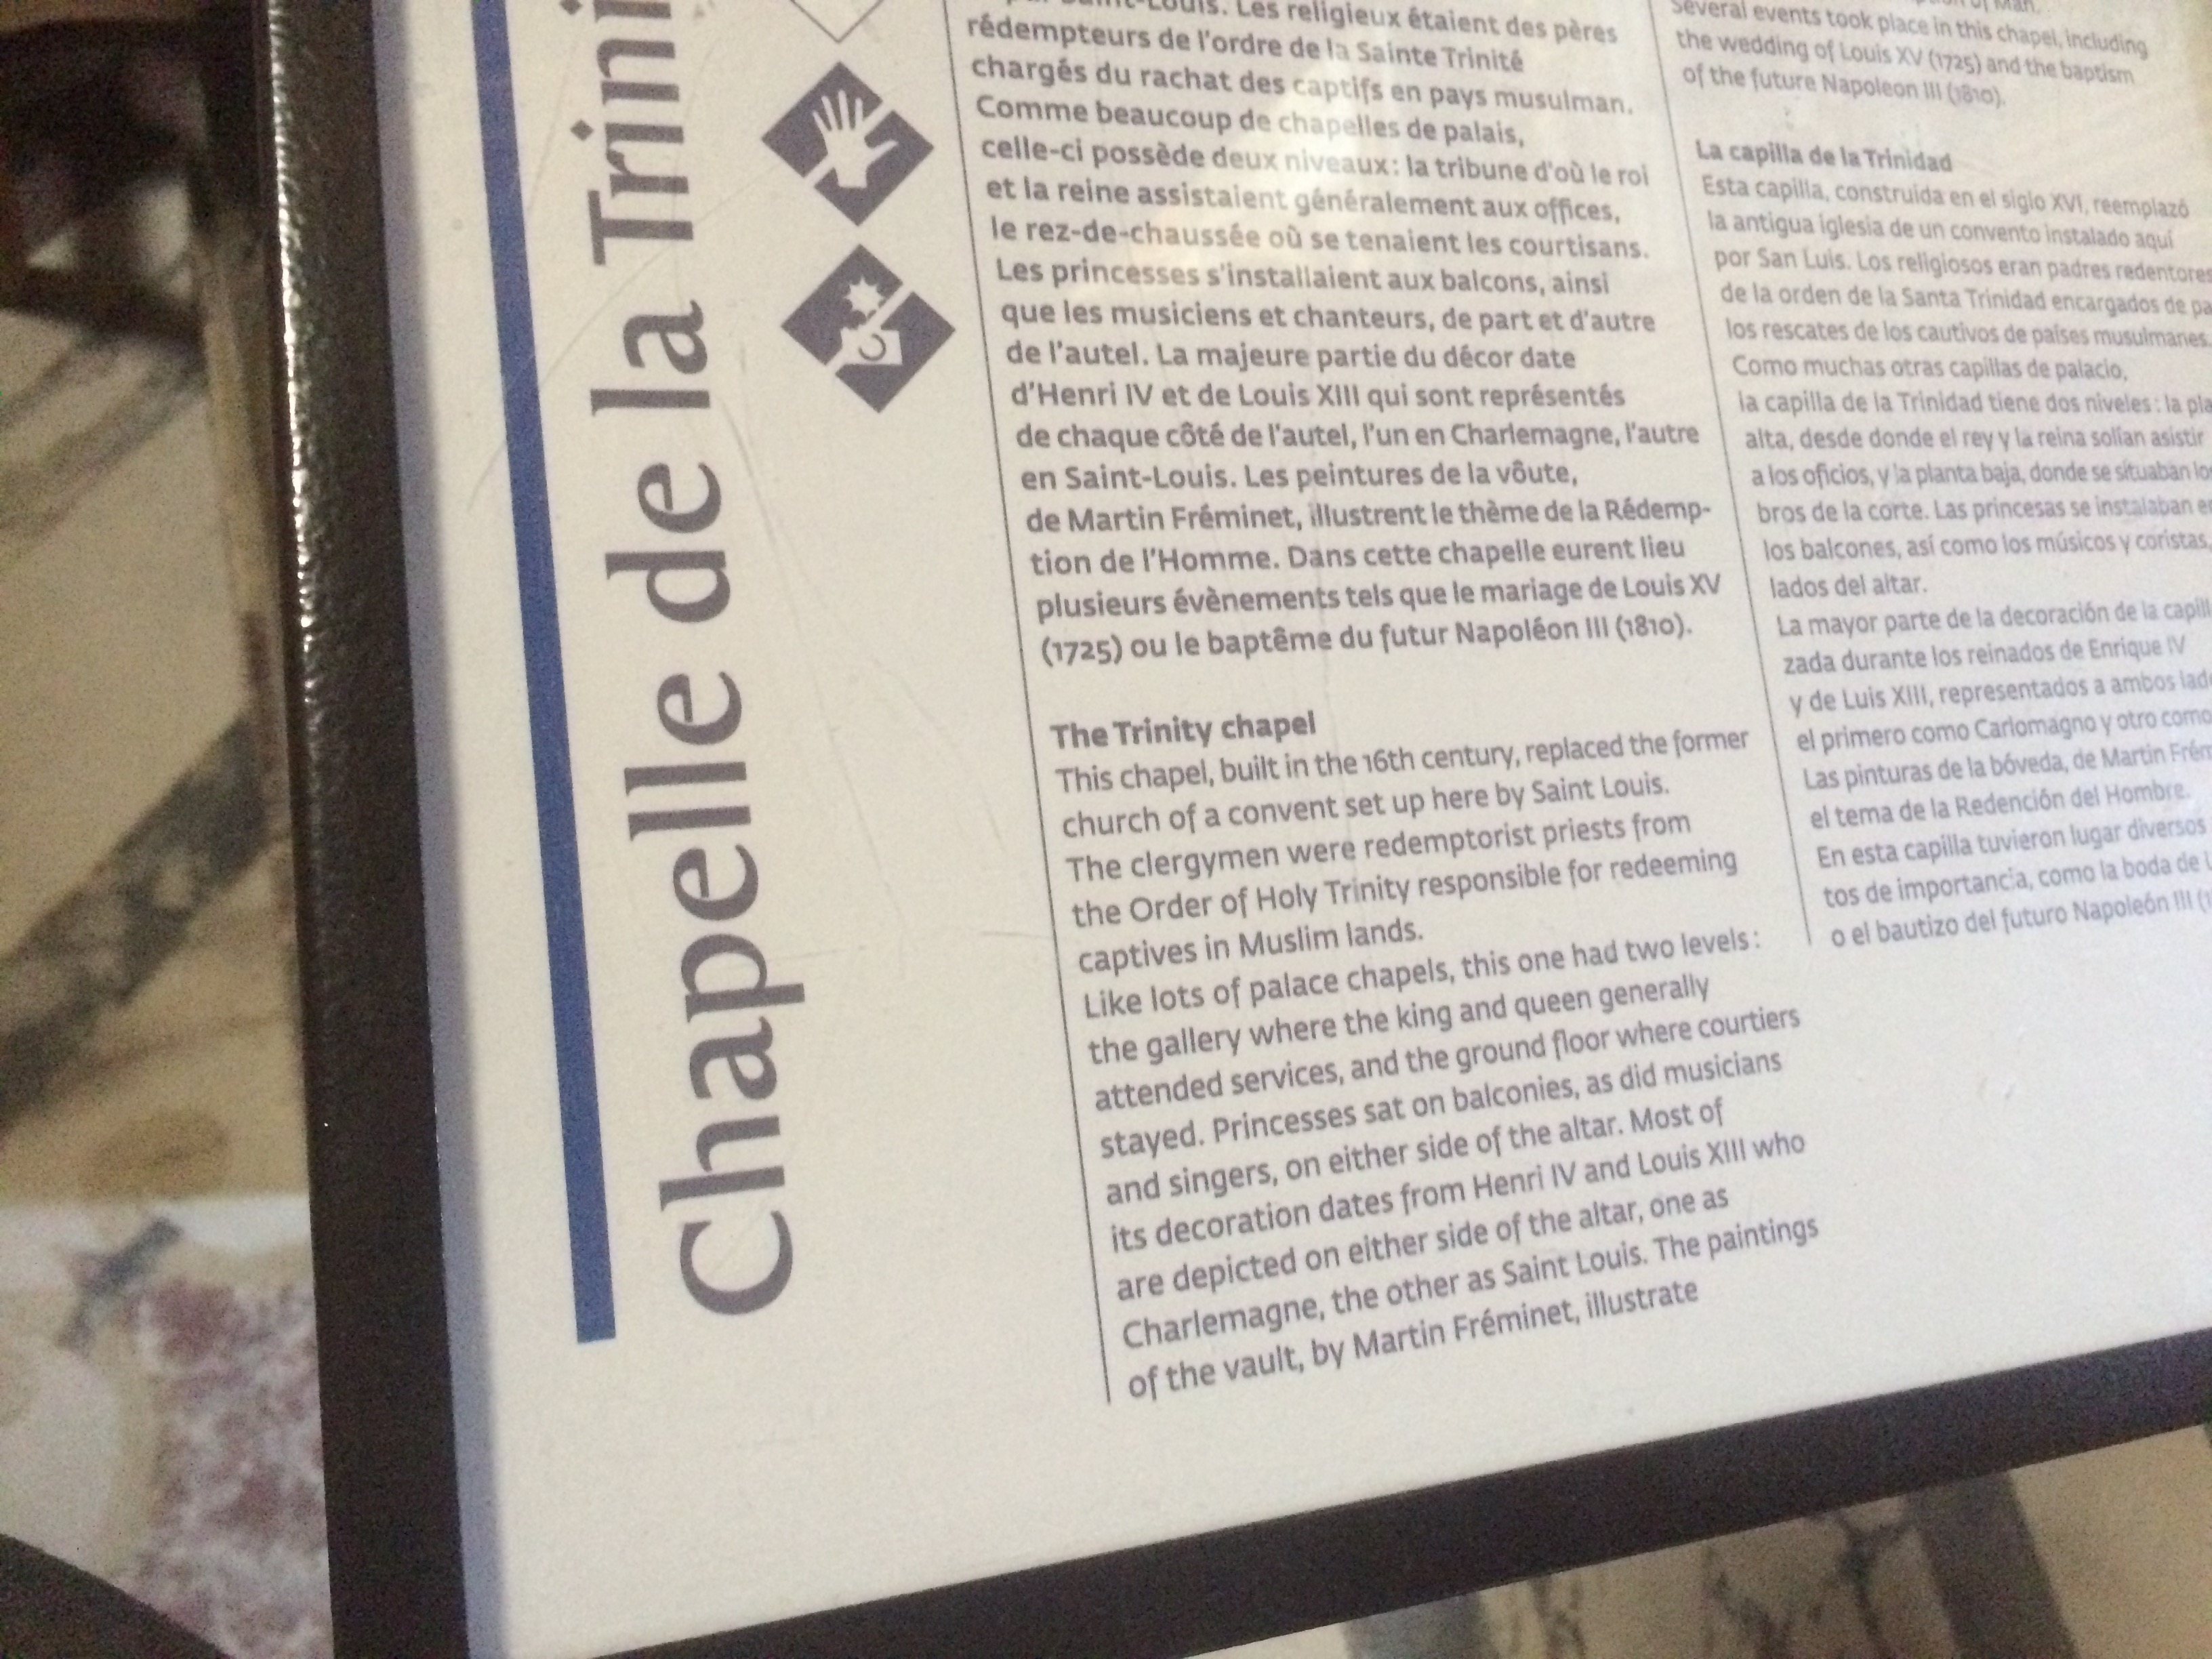 Chapelle de la Trini
Saint-Louis. Les religieux étaient des pères
rédempteurs de l'ordre de la Sainte Trinité
chargés du rachat des captifs en pays musulman.
Comme beaucoup de chapelles de palais,
celle-ci possède deux niveaux : la tribune d'où le roi
et la reine assistaient généralement aux offices,
le rez-de-chaussée où se tenaient les courtisans.
Les princesses s'installaient aux balcons, ainsi
que les musiciens et chanteurs, de part et d'autre
de l'autel. La majeure partie du décor date
d'Henri IV et de Louis XIII qui sont représentés
de chaque côté de l'autel, l'un en Charlemagne, l'autre
en Saint-Louis. Les peintures de la vôute,
de Martin Fréminet, illustrent le thème de la Rédemp-
tion de l'Homme. Dans cette chapelle eurent lieu
plusieurs évènements tels que le mariage de Louis XV
(1725) ou le baptême du futur Napoléon III (1810).
The Trinity chapel
This chapel, built in the 16th century, replaced the former
church of a convent set up here by Saint Louis.
The clergymen were redemptorist priests from
the Order of Holy Trinity responsible for redeeming
captives in Muslim lands.
Like lots of palace chapels, this one had two levels :
the gallery where the king and queen generally
attended services, and the ground floor where courtiers
stayed. Princesses sat on balconies, as did musicians
and singers, on either side of the altar. Most of
its decoration dates from Henri IV and Louis XIII who
are depicted on either side of the altar, one as
Charlemagne, the other as Saint Louis. The paintings
of the vault, by Martin Fréminet, illustrate
of Man.
Several events took place in this chapel, including
the wedding of Louis XV (1725) and the baptism
of the future Napoleon III (1810).
La capilla de la Trinidad
Esta capilla, construida en el siglo XVI, reemplazó
la antigua iglesia de un convento instalado aquí
por San Luis. Los religiosos eran padres redentores
de la orden de la Santa Trinidad encargados de pa
los rescates de los cautivos de países musulmanes.
Como muchas otras capillas de palacio,
la capilla de la Trinidad tiene dos niveles : la pla
alta, desde donde el rey y la reina solían asistir
a los oficios, y la planta baja, donde se situaban lo
bros de la corte. Las princesas se instalaban en
los balcones, así como los músicos y coristas,
lados del altar.
La mayor parte de la decoración de la capill
zada durante los reinados de Enrique IV
y de Luis XIII, representados a ambos lad
el primero como Carlomagno y otro como
Las pinturas de la bóveda, de Martin Frém
el tema de la Redención del Hombre.
En esta capilla tuvieron lugar diversos
tos de importancia, como la boda de L
o el bautizo del futuro Napoleón III (1